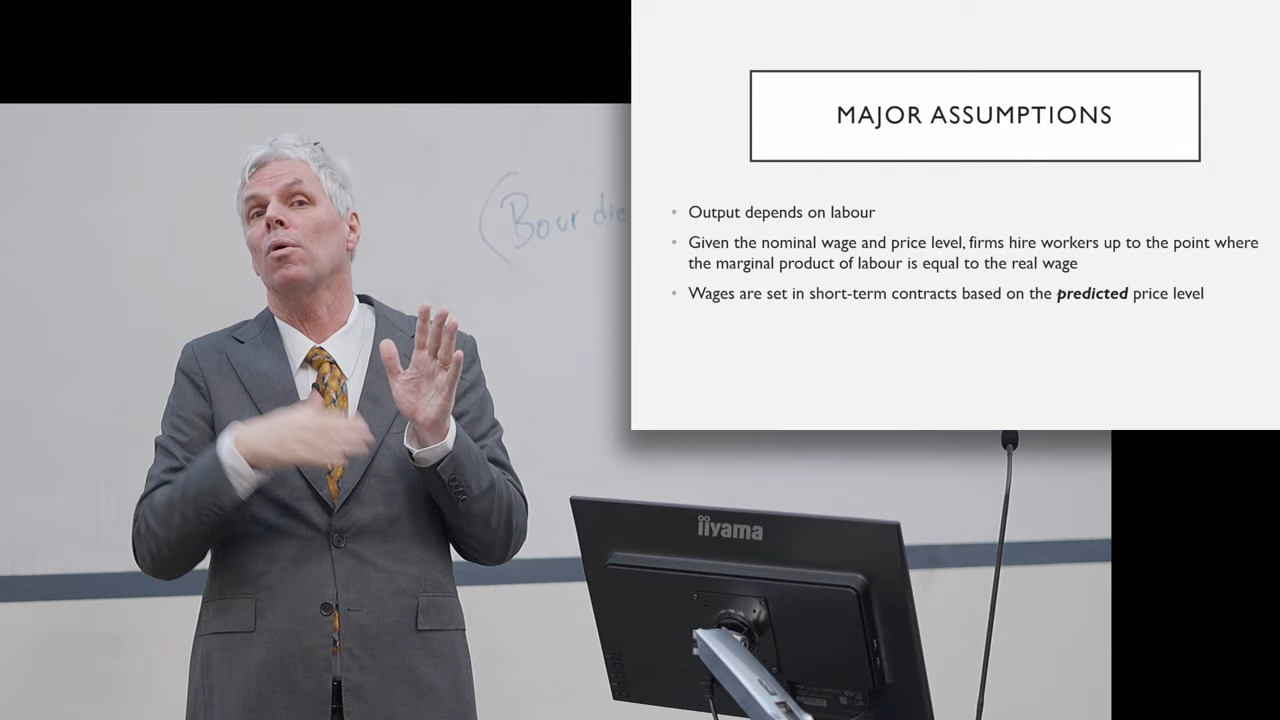 MAJOR ASSUMPTIONS
• Output depends on labour
• Given the nominal wage and price level, firms hire workers up to the point where
the marginal product of labour is equal to the real wage
• Wages are set in short-term contracts based on the predicted price level
(Bourdie
iiyama